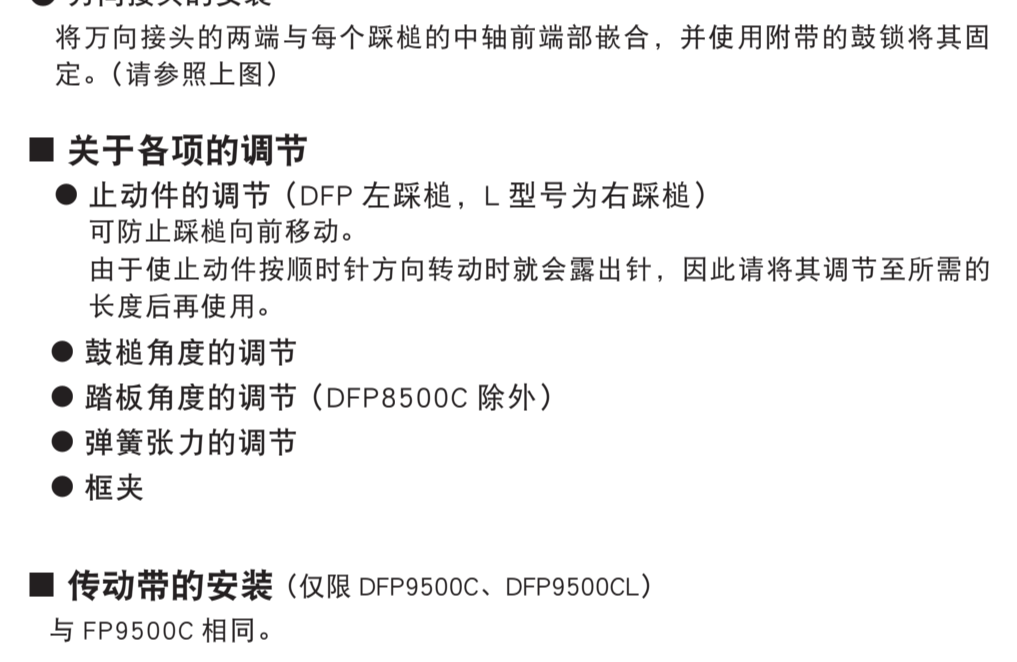 将万向接头的两端与每个踩槌的中轴前端部嵌合，并使用附带的鼓锁将其固
定。（请参照上图）
■ 关于各项的调节
● 止动件的调节（DFP 左踩槌，L 型号为右踩槌）
可防止踩槌向前移动。
由于使止动件按顺时针方向转动时就会露出针，因此请将其调节至所需的
长度后再使用。
● 鼓槌角度的调节
● 踏板角度的调节（DFP8500C 除外）
● 弹簧张力的调节
● 框夹
■ 传动带的安装（仅限 DFP9500C、DFP9500CL）
与 FP9500C 相同。